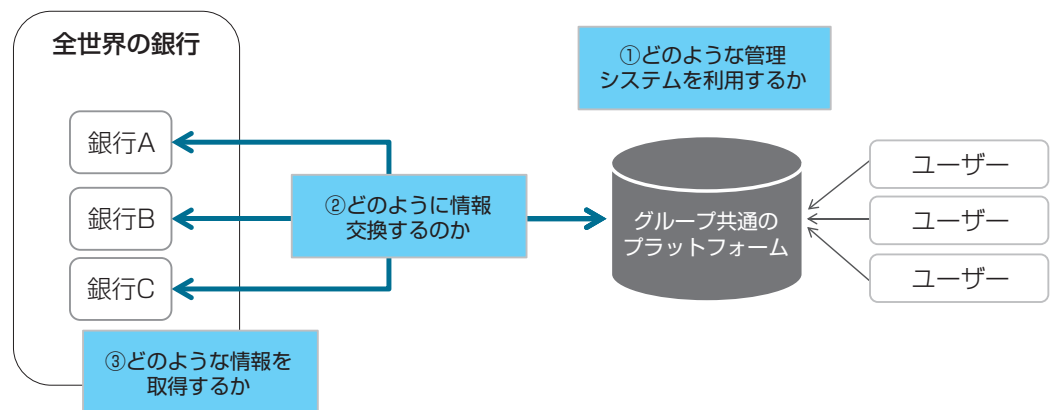 全世界の銀行
銀行A
銀行B
銀行C
①どのような管理
システムを利用するか
②どのように情報
交換するのか
③どのような情報を
取得するか
グループ共通の
プラットフォーム
ユーザー
ユーザー
ユーザー